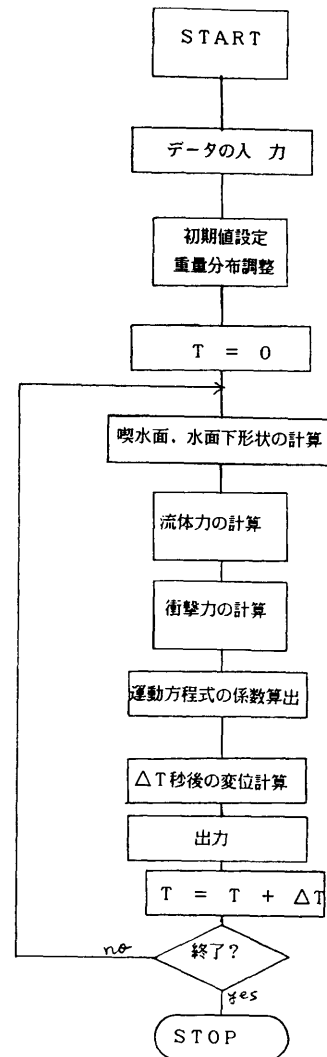 START
データの入 力
初期値設定
重量分布調整
T = 0
喫水面、水面下形状の計算
流体力の計算
衝撃力の計算
運動方程式の係数算出
△T秒後の変位計算
出力
T = T + △T
終了?
no
yes
STOP